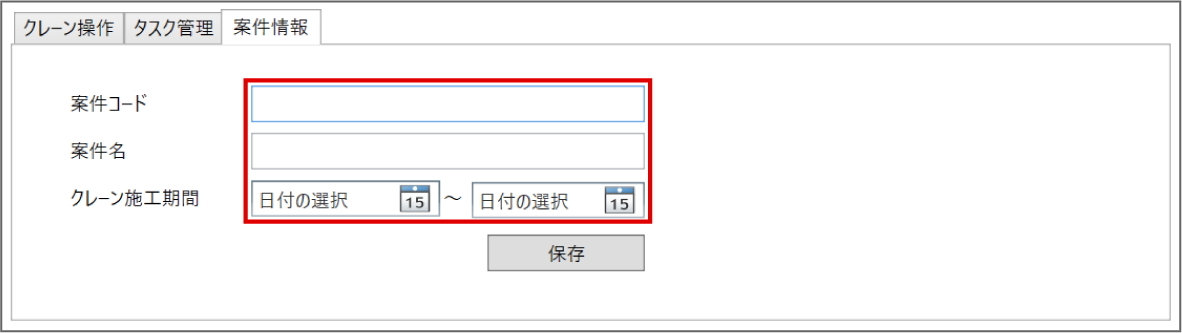 クレーン操作 タスク管理 案件情報
案件コード
案件名
クレーン施工期間 日付の選択 15 ～ 日付の選択 15
保存